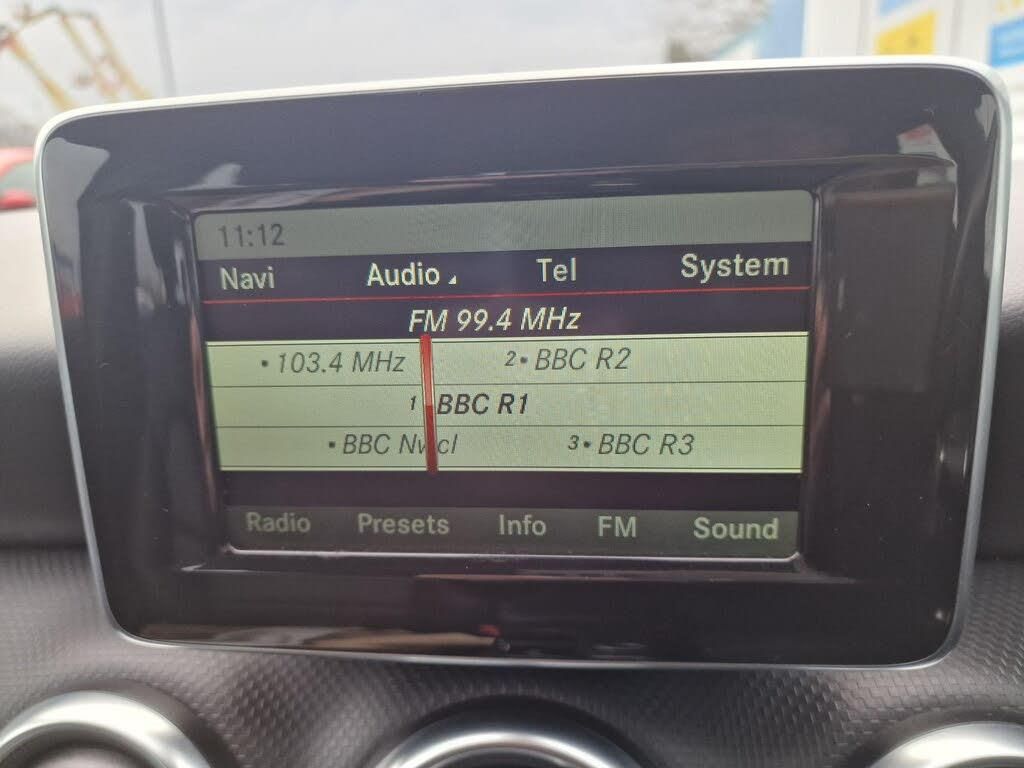 11:12
Navi Audio Tel System
FM 99.4 MHz
103.4 MHz 2 BBC R2
1 BBC R1
BBC Nwcl 3 BBC R3
Radio Presets Info FM Sound